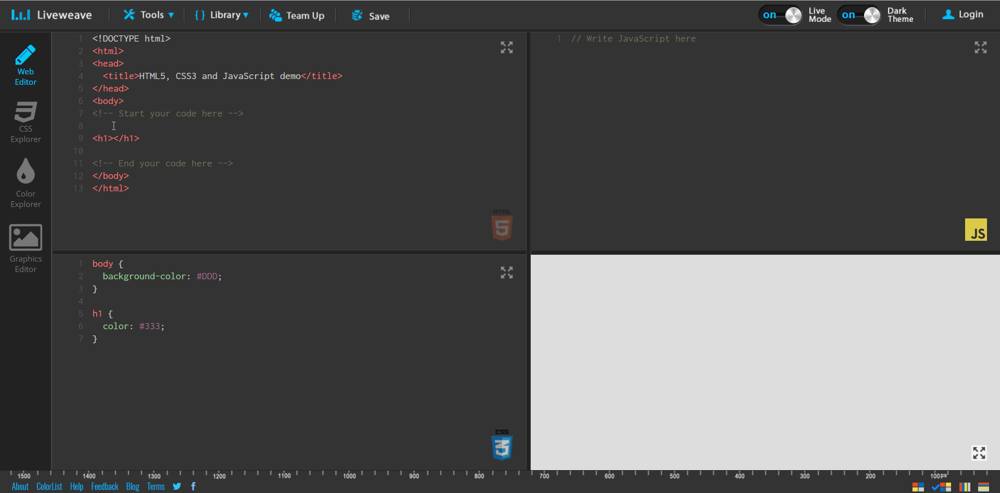 Liveweave
Tools
{ } Library
Team Up
Save
on
Live
Mode
on
Dark
Theme
Login
Web
Editor
CSS
Explorer
Color
Explorer
Graphics
Editor
1 <!DOCTYPE html>
2 <html>
3 <head>
4   <title>HTML5, CSS3 and JavaScript demo</title>
5 </head>
6 <body>
7 <!-- Start your code here -->
8
9 <h1></h1>
10
11 <!-- End your code here -->
12 </body>
13 </html>
HTML
5
1 // Write JavaScript here
JS
1 body {
2   background-color: #DDD;
3 }
4
5 h1 {
6   color: #333;
7 }
CSS
3
1500 1400 1300 1200 1100 1000 900 800 700 600 500 400 300 200 100px
About ColorList Help Feedback Blog Terms